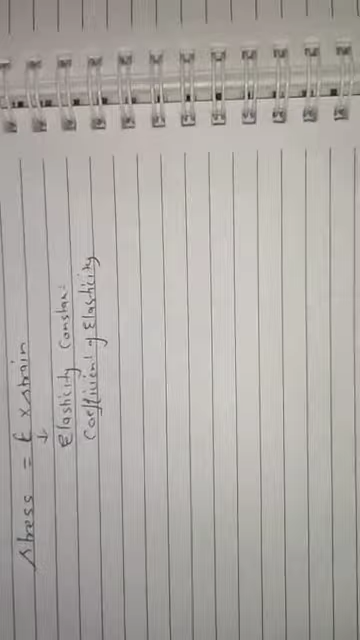 stress = E × strain
↓
Elasticity Constant
Coefficient of Elasticity